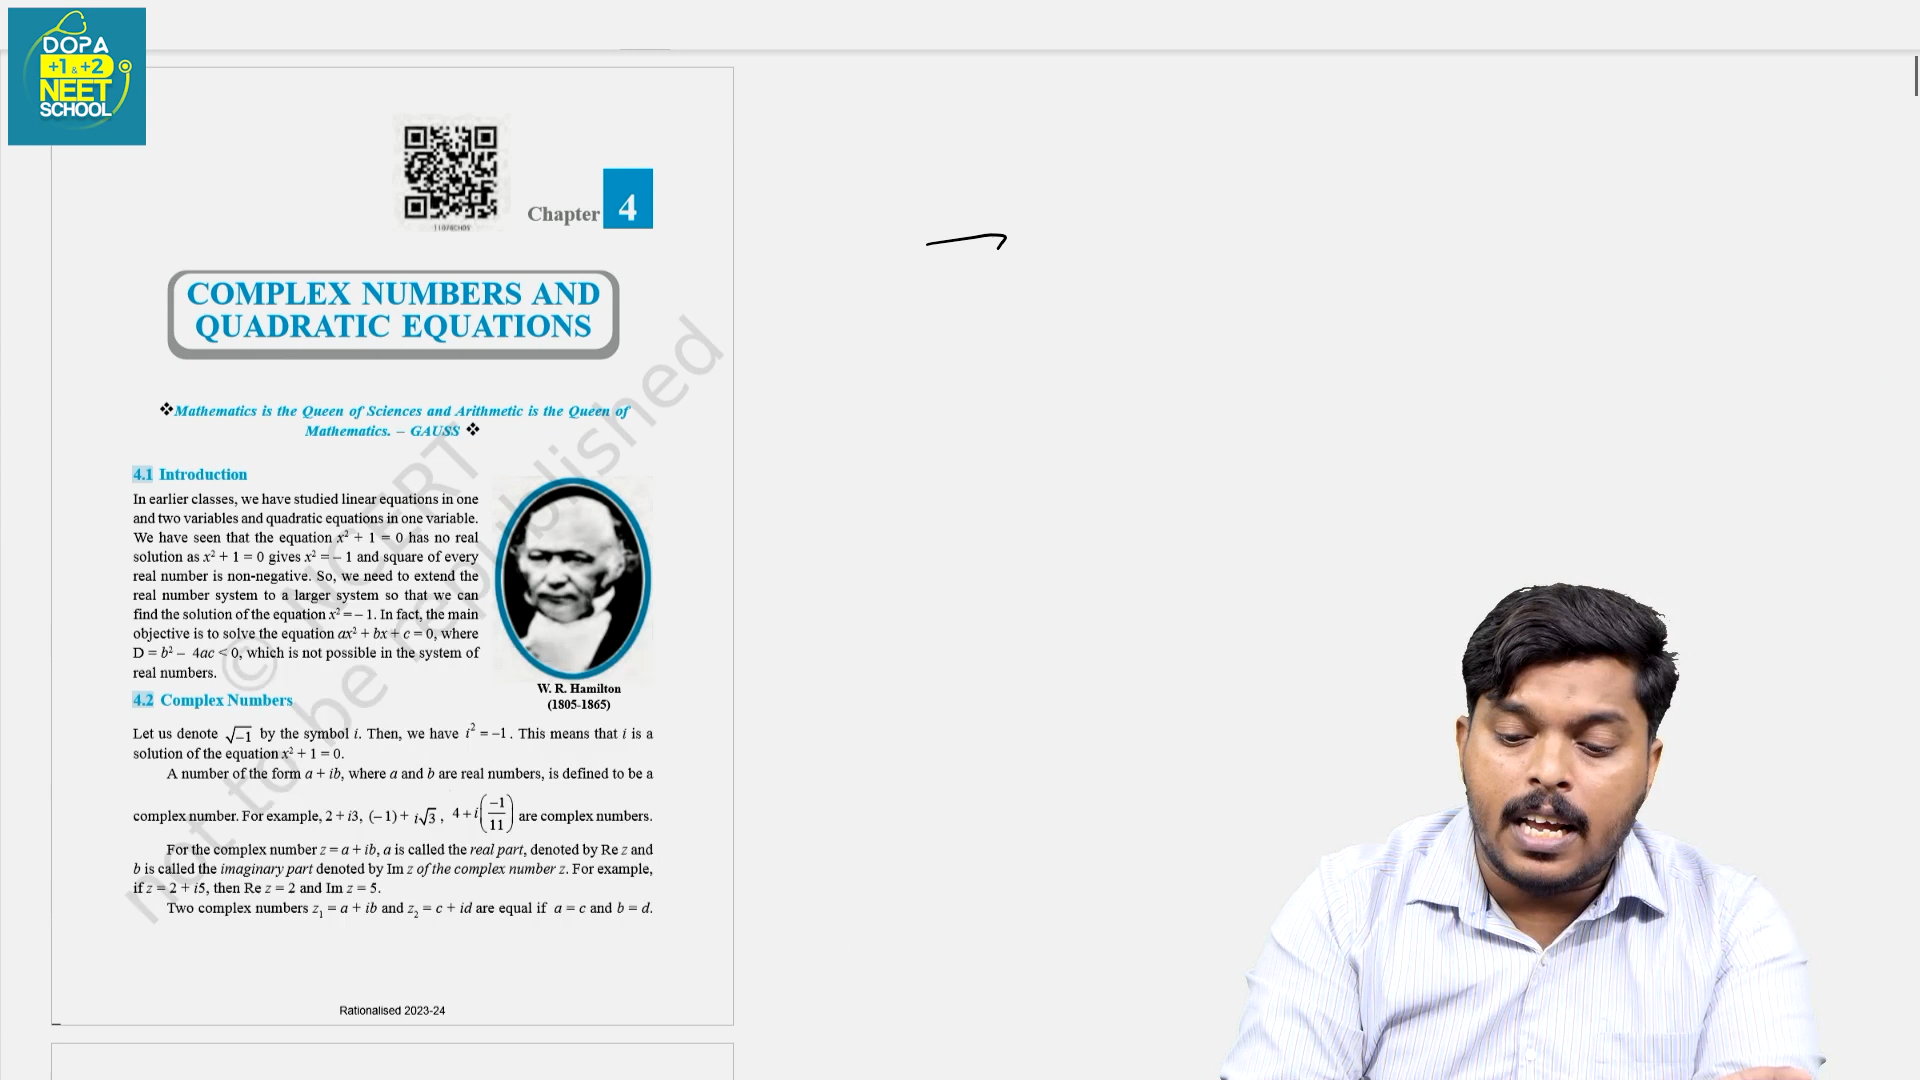 DOPA
+1 & +2
NEET
SCHOOL
Chapter 4
COMPLEX NUMBERS AND
QUADRATIC EQUATIONS
❖Mathematics is the Queen of Sciences and Arithmetic is the Queen of
Mathematics. – GAUSS ❖
4.1 Introduction
In earlier classes, we have studied linear equations in one
and two variables and quadratic equations in one variable.
We have seen that the equation x² + 1 = 0 has no real
solution as x² + 1 = 0 gives x² = – 1 and square of every
real number is non-negative. So, we need to extend the
real number system to a larger system so that we can
find the solution of the equation x² = – 1. In fact, the main
objective is to solve the equation ax² + bx + c = 0, where
D = b² – 4ac < 0, which is not possible in the system of
real numbers.
W. R. Hamilton
(1805-1865)
4.2 Complex Numbers
Let us denote √−1 by the symbol i. Then, we have i² = −1. This means that i is a
solution of the equation x² + 1 = 0.
A number of the form a + ib, where a and b are real numbers, is defined to be a
complex number. For example, 2 + i3, (– 1) + i√3, 4 + i(−1/11) are complex numbers.
For the complex number z = a + ib, a is called the real part, denoted by Re z and
b is called the imaginary part denoted by Im z of the complex number z. For example,
if z = 2 + i5, then Re z = 2 and Im z = 5.
Two complex numbers z₁ = a + ib and z₂ = c + id are equal if a = c and b = d.
© NCERT
not to be republished
Rationalised 2023-24